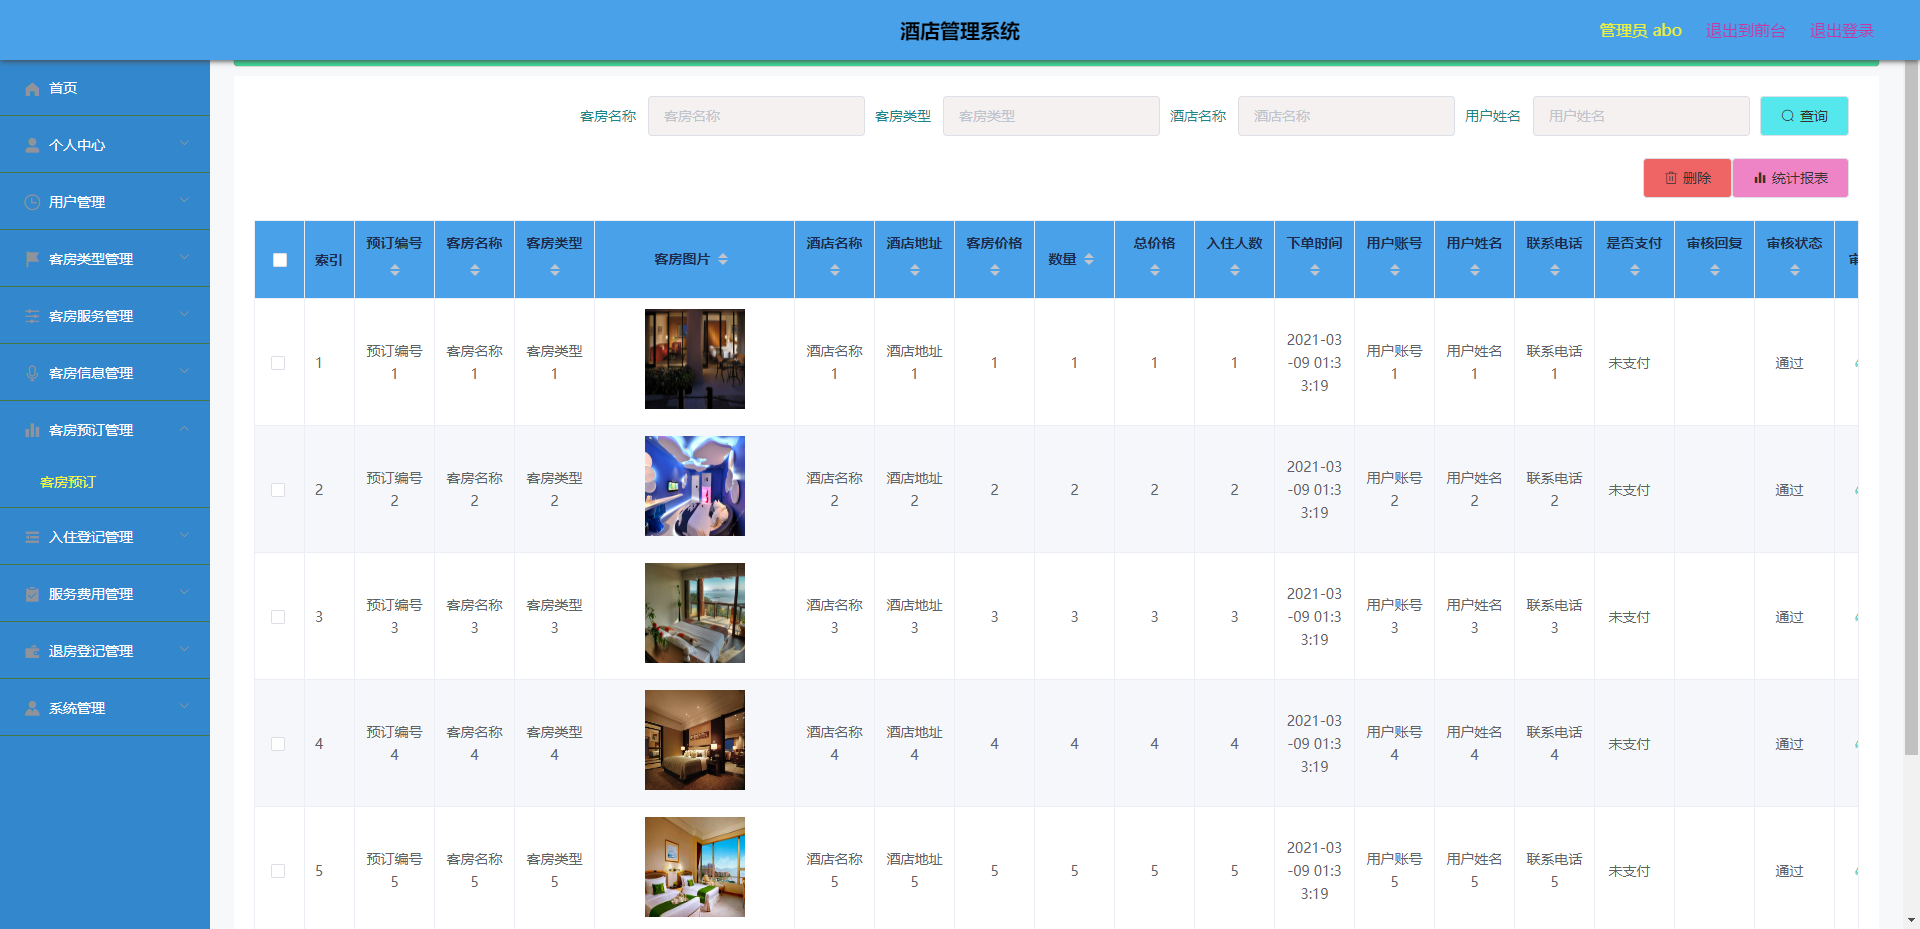 酒店管理系统
管理员 abo 退出到前台 退出登录
首页
个人中心
用户管理
客房类型管理
客房服务管理
客房信息管理
客房预订管理
客房预订
入住登记管理
服务费用管理
退房登记管理
系统管理
客房名称 客房名称 客房类型 客房类型 酒店名称 酒店名称 用户姓名 用户姓名 查询
删除 统计报表
索引 预订编号 客房名称 客房类型 客房图片 酒店名称 酒店地址 客房价格 数量 总价格 入住人数 下单时间 用户账号 用户姓名 联系电话 是否支付 审核回复 审核状态
1 预订编号1 客房名称1 客房类型1 酒店名称1 酒店地址1 1 1 1 1 2021-03-09 01:33:19 用户账号1 用户姓名1 联系电话1 未支付 通过
2 预订编号2 客房名称2 客房类型2 酒店名称2 酒店地址2 2 2 2 2 2021-03-09 01:33:19 用户账号2 用户姓名2 联系电话2 未支付 通过
3 预订编号3 客房名称3 客房类型3 酒店名称3 酒店地址3 3 3 3 3 2021-03-09 01:33:19 用户账号3 用户姓名3 联系电话3 未支付 通过
4 预订编号4 客房名称4 客房类型4 酒店名称4 酒店地址4 4 4 4 4 2021-03-09 01:33:19 用户账号4 用户姓名4 联系电话4 未支付 通过
5 预订编号5 客房名称5 客房类型5 酒店名称5 酒店地址5 5 5 5 5 2021-03-09 01:33:19 用户账号5 用户姓名5 联系电话5 未支付 通过